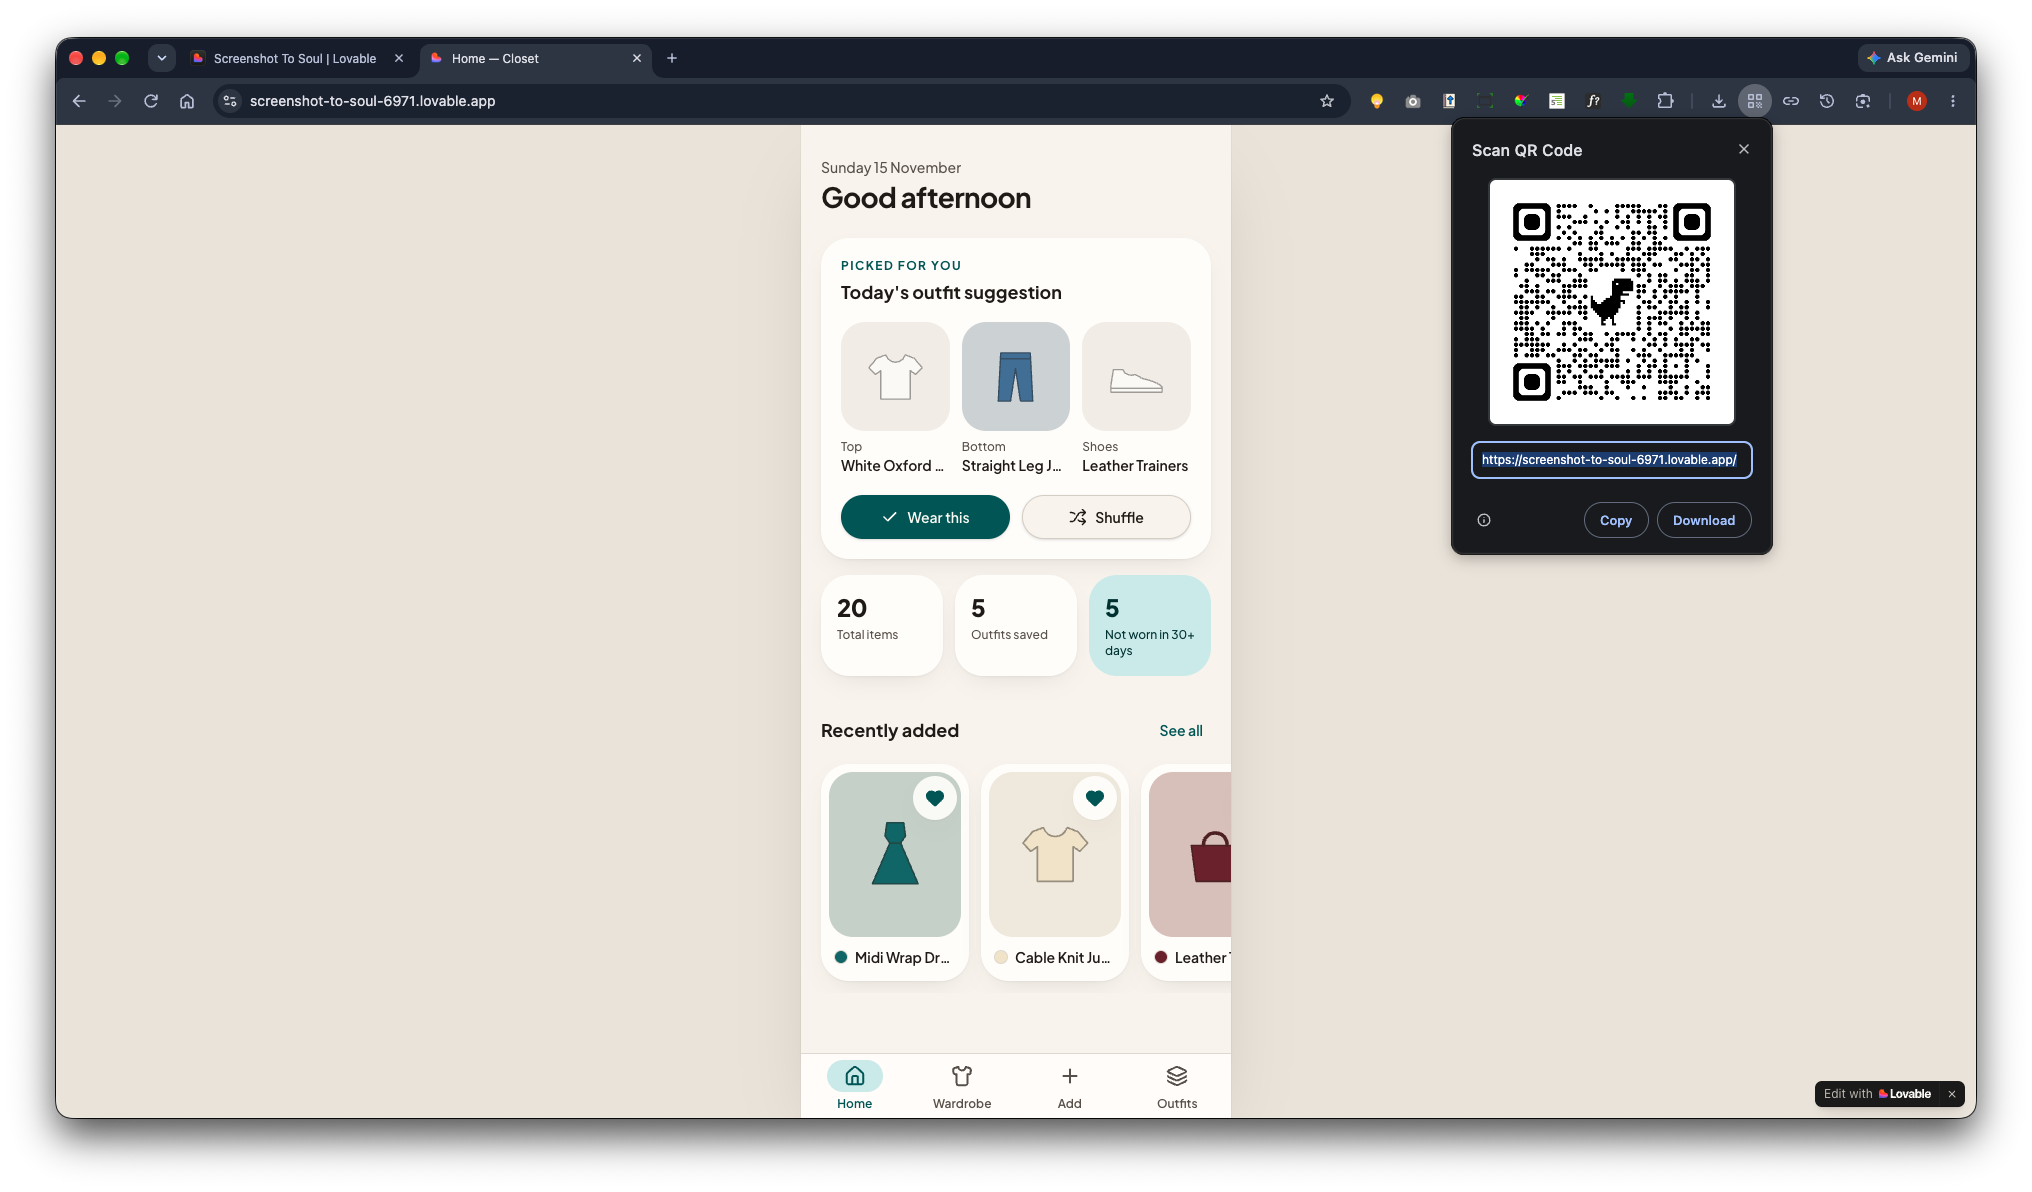 Screenshot To Soul | Lovable
Home — Closet
Ask Gemini
screenshot-to-soul-6971.lovable.app
f?
M
Sunday 15 November
Good afternoon
PICKED FOR YOU
Today's outfit suggestion
Top
Bottom
Shoes
White Oxford ...
Straight Leg J...
Leather Trainers
Wear this
Shuffle
20
Total items
5
Outfits saved
5
Not worn in 30+
days
Recently added
See all
Midi Wrap Dr...
Cable Knit Ju...
Leather
Home
Wardrobe
Add
Outfits
Scan QR Code
https://screenshot-to-soul-6971.lovable.app/
Copy
Download
Edit with Lovable